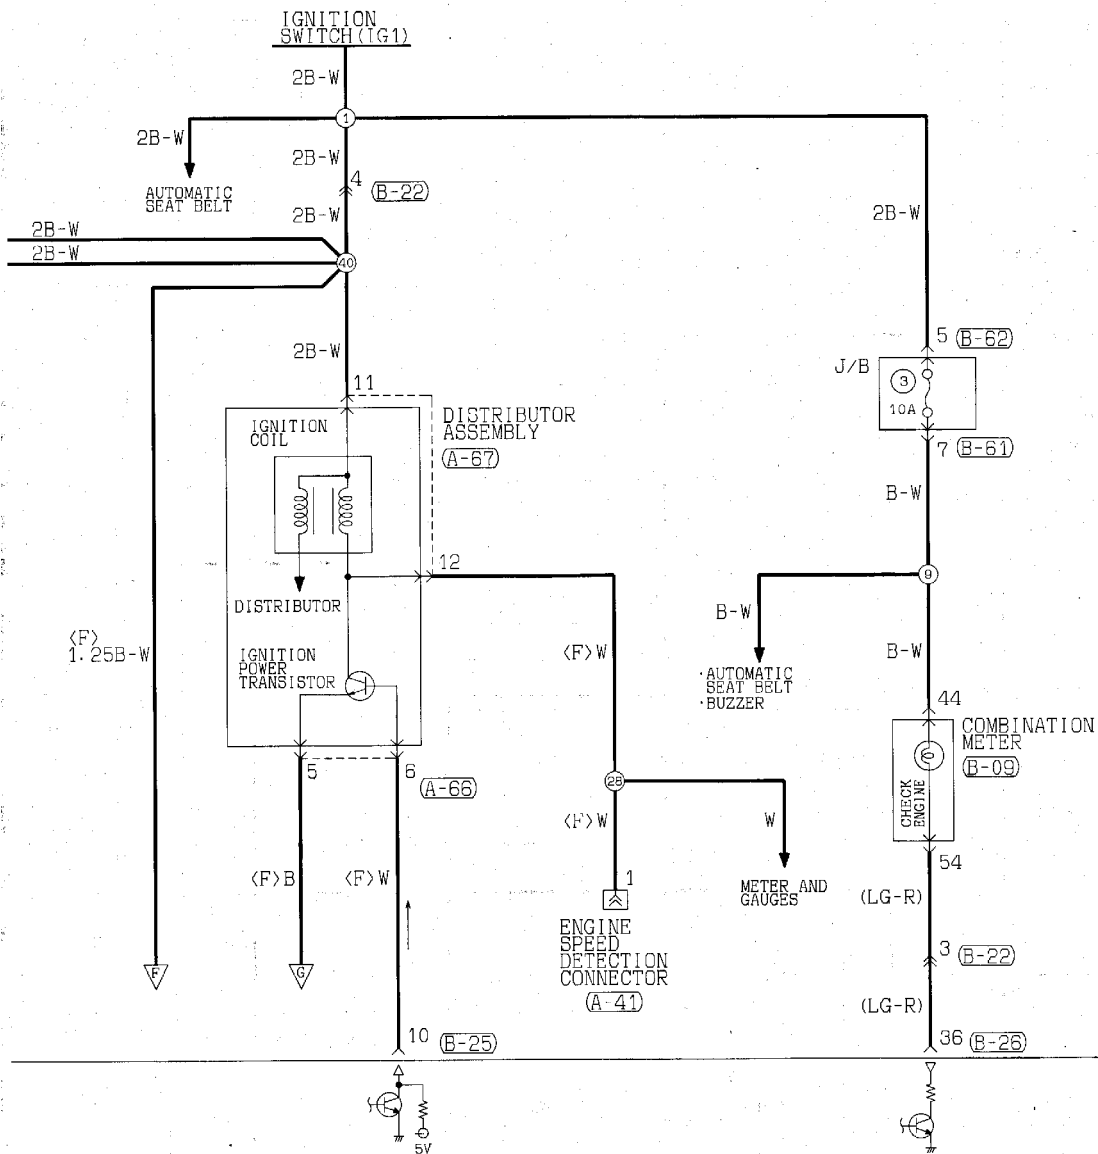 IGNITION
SWITCH(IG1)
2B-W
1
2B-W
2B-W
4
B-22
AUTOMATIC
SEAT BELT
2B-W
2B-W
2B-W
2B-W
40
2B-W
5
B-62
J/B
3
10A
11
IGNITION
COIL
DISTRIBUTOR
ASSEMBLY
A-67
7
B-61
B-W
12
9
DISTRIBUTOR
B-W
<F>
1.25B-W
<F>W
B-W
IGNITION
POWER
TRANSISTOR
·AUTOMATIC
SEAT BELT
·BUZZER
44
COMBINATION
METER
B-09
5
6
A-66
28
CHECK
ENGINE
<F>W
W
54
<F>B
<F>W
1
METER AND
GAUGES
(LG-R)
ENGINE
SPEED
DETECTION
CONNECTOR
A-41
3
B-22
F
G
(LG-R)
10
B-25
36
B-26
5V